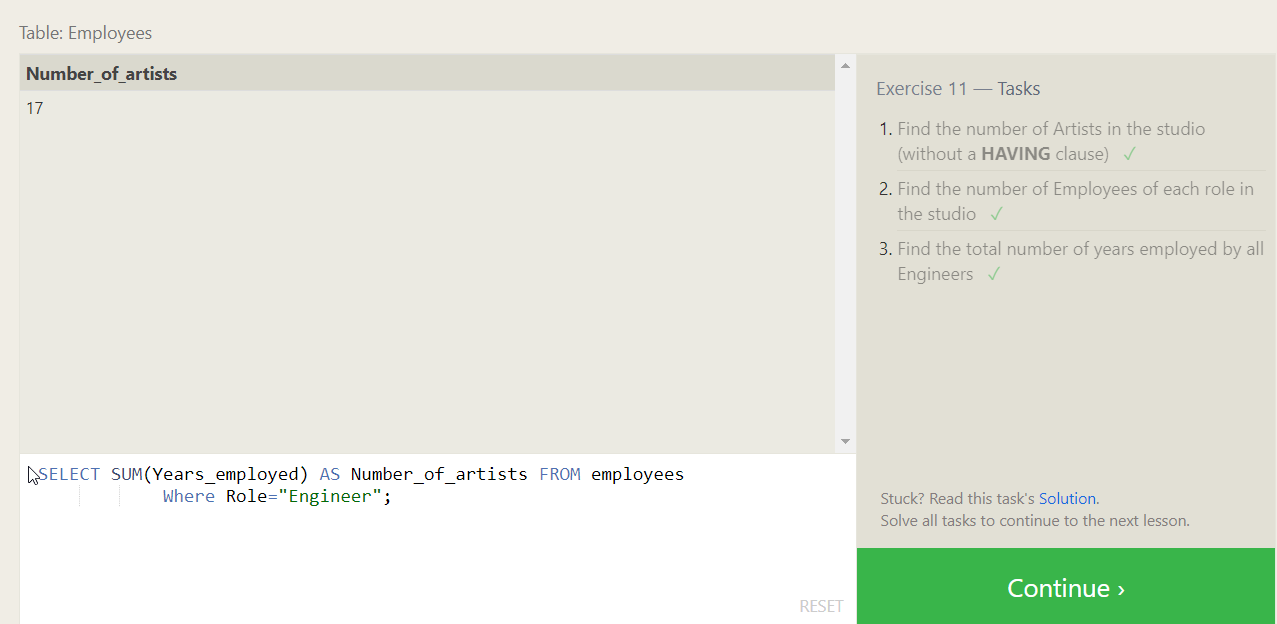 Table: Employees
Number_of_artists
17
SELECT SUM(Years_employed) AS Number_of_artists FROM employees
Where Role="Engineer";
RESET
Exercise 11 — Tasks
1. Find the number of Artists in the studio
(without a HAVING clause) ✓
2. Find the number of Employees of each role in
the studio ✓
3. Find the total number of years employed by all
Engineers ✓
Stuck? Read this task's Solution.
Solve all tasks to continue to the next lesson.
Continue ›